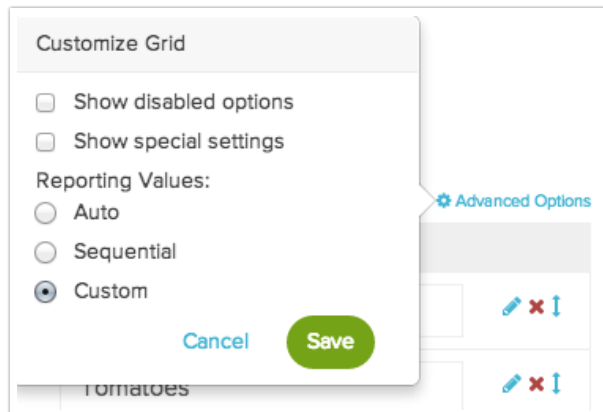 Customize Grid
Show disabled options
Show special settings
Reporting Values:
Auto
Sequential
Custom
Cancel
Save
Advanced Options
Tomatoes